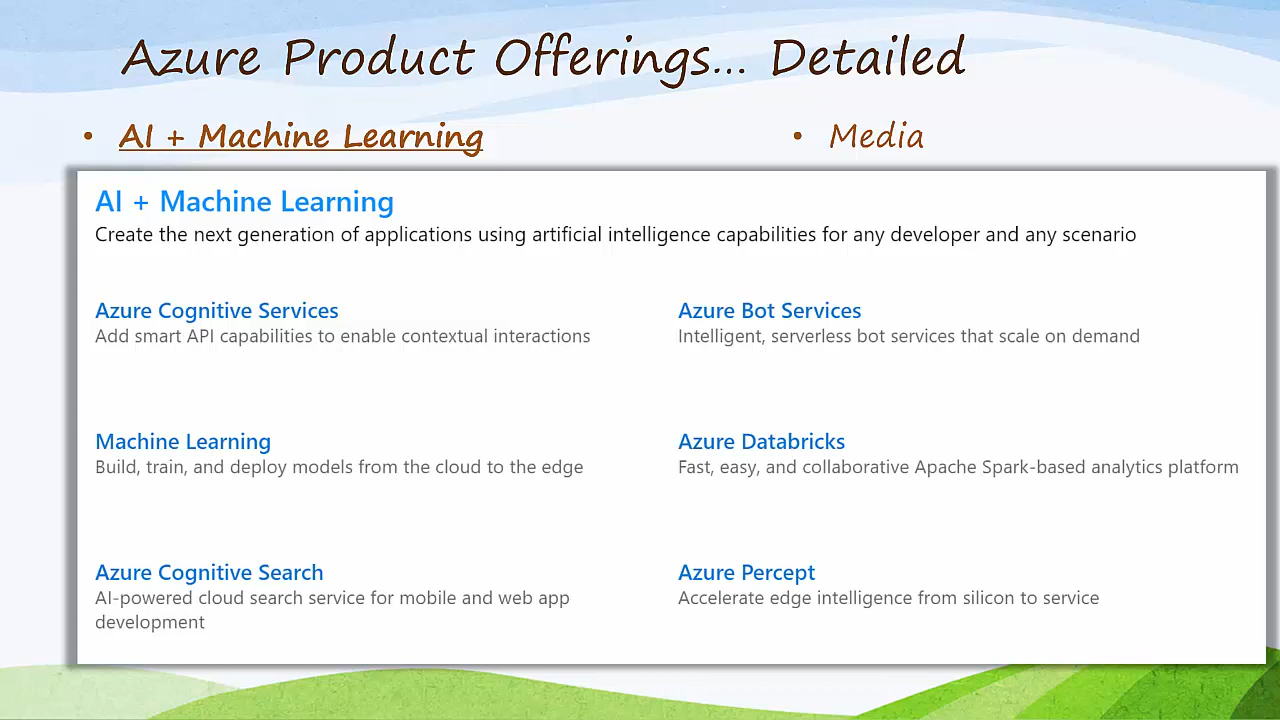 Azure Product Offerings... Detailed
• AI + Machine Learning
• Media
AI + Machine Learning
Create the next generation of applications using artificial intelligence capabilities for any developer and any scenario
Azure Cognitive Services
Add smart API capabilities to enable contextual interactions
Azure Bot Services
Intelligent, serverless bot services that scale on demand
Machine Learning
Build, train, and deploy models from the cloud to the edge
Azure Databricks
Fast, easy, and collaborative Apache Spark-based analytics platform
Azure Cognitive Search
AI-powered cloud search service for mobile and web app
development
Azure Percept
Accelerate edge intelligence from silicon to service